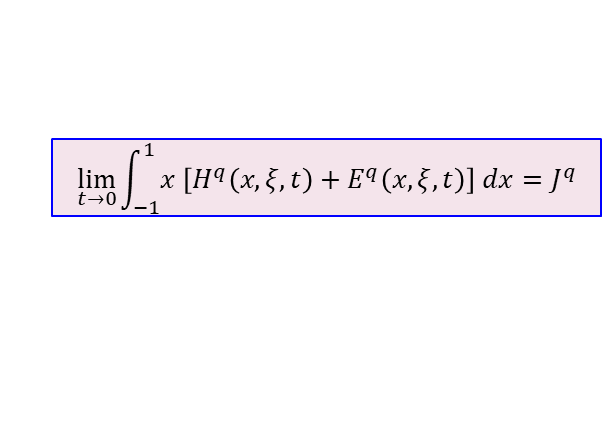 lim_{t→0} ∫_{−1}^{1} x [H^q(x, ξ, t) + E^q(x, ξ, t)] dx = J^q